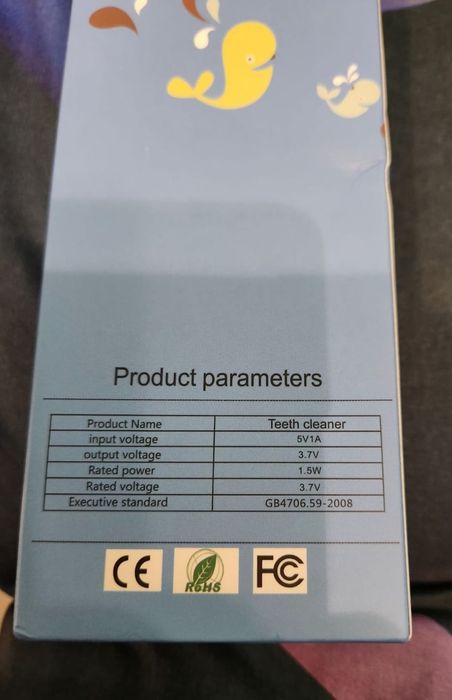 Product parameters
Product Name Teeth cleaner
input voltage 5V1A
output voltage 3.7V
Rated power 1.5W
Rated voltage 3.7V
Executive standard GB4706.59-2008
CE RoHS FC